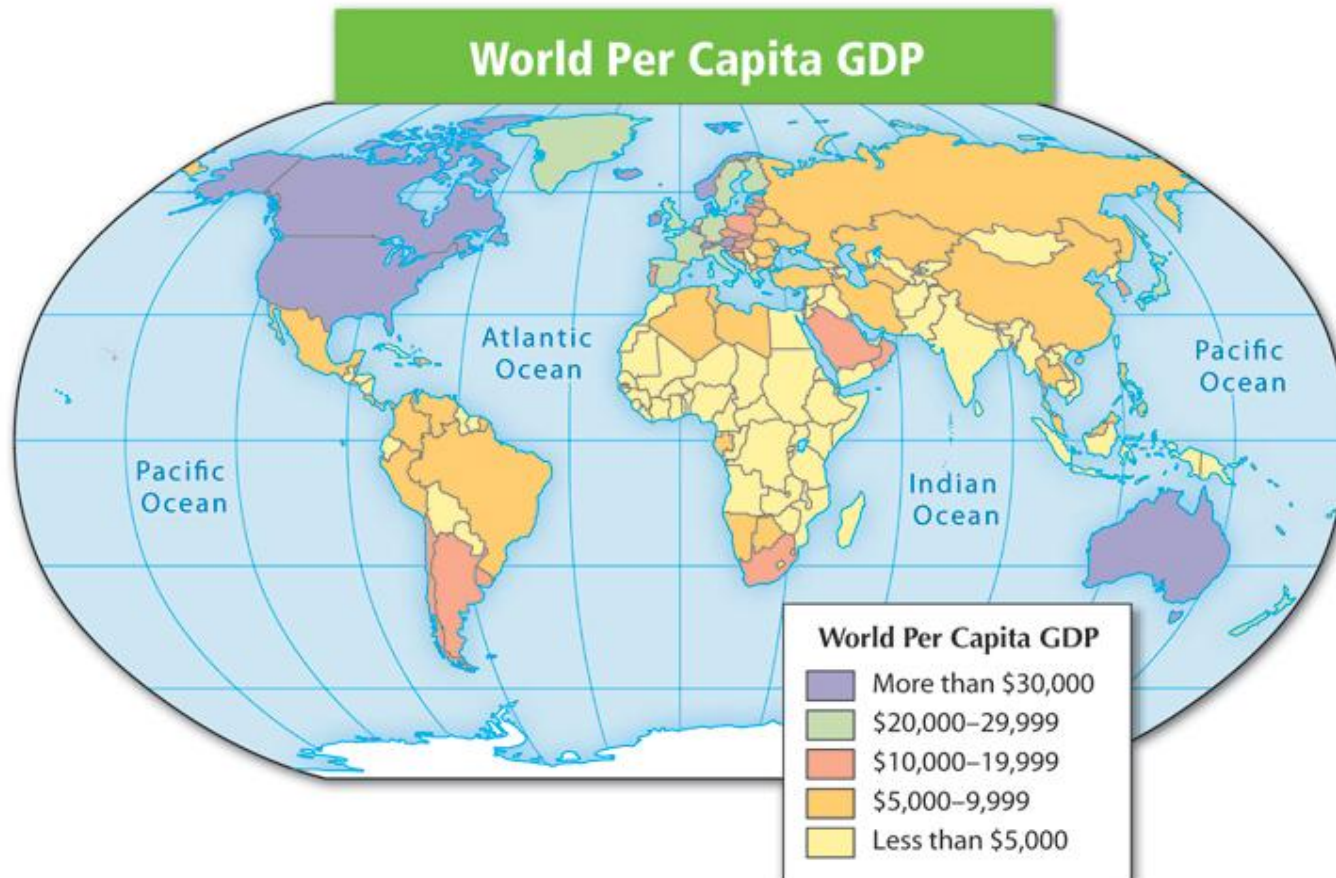 World Per Capita GDP
Atlantic
Ocean
Pacific
Ocean
Pacific
Ocean
Indian
Ocean
World Per Capita GDP
More than $30,000
$20,000–29,999
$10,000–19,999
$5,000–9,999
Less than $5,000